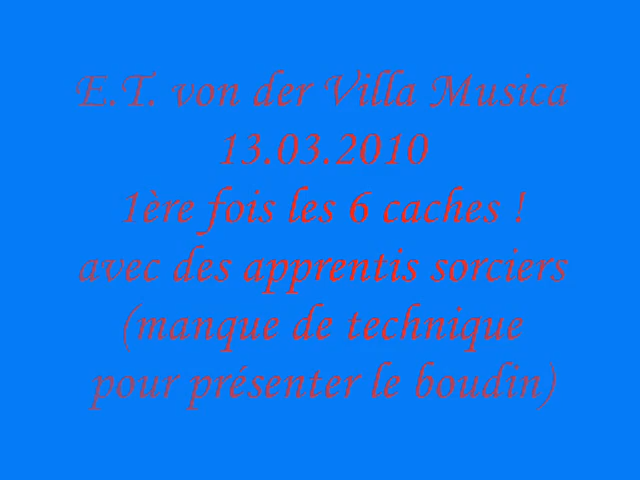 E.T. von der Villa Musica
13.03.2010
1ère fois les 6 caches !
avec des apprentis sorciers
(manque de technique
pour présenter le boudin)